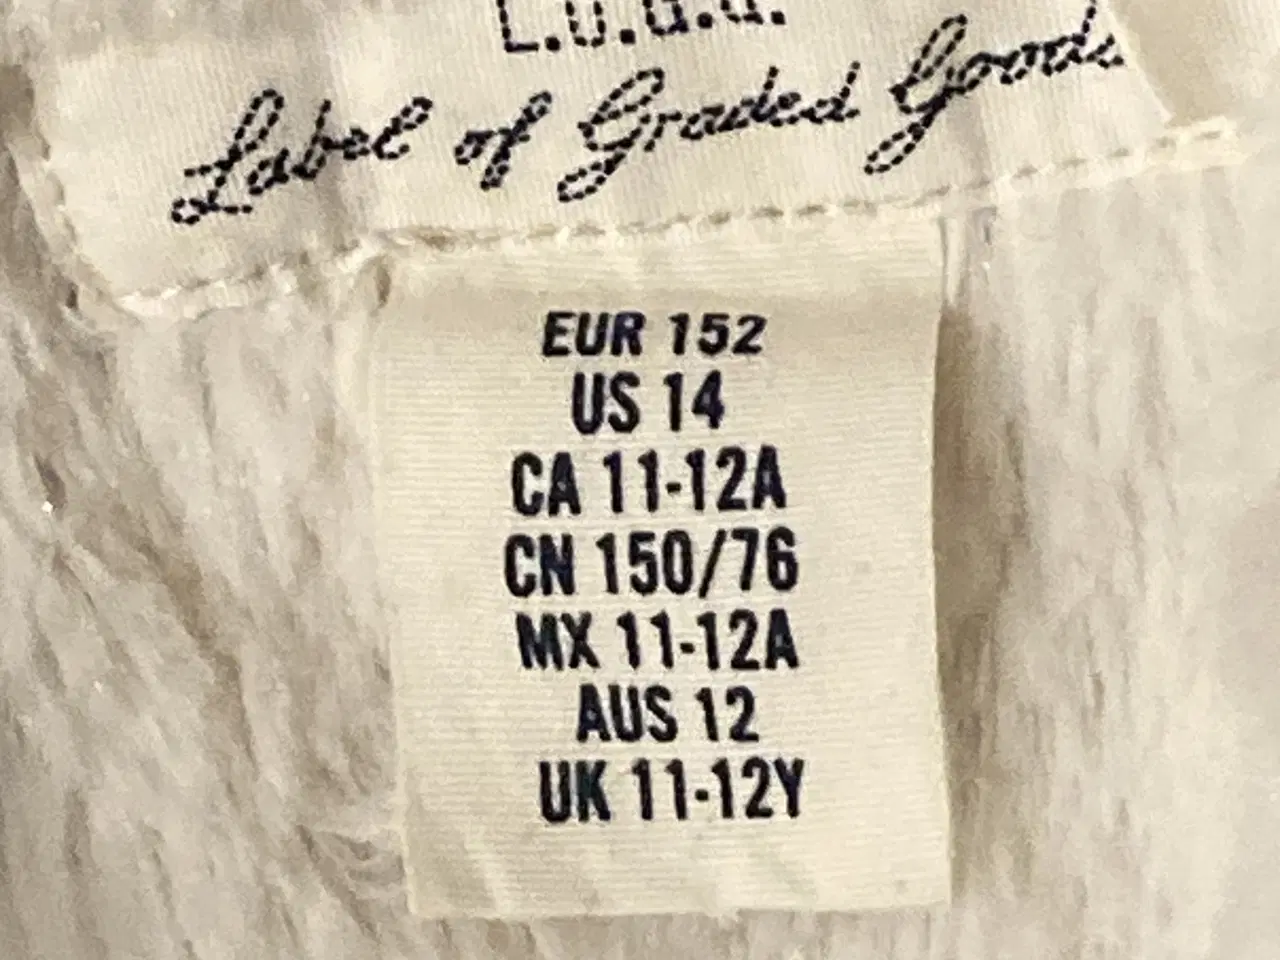 L.O.G.G.
Label of Graded Goods
EUR 152
US 14
CA 11-12A
CN 150/76
MX 11-12A
AUS 12
UK 11-12Y